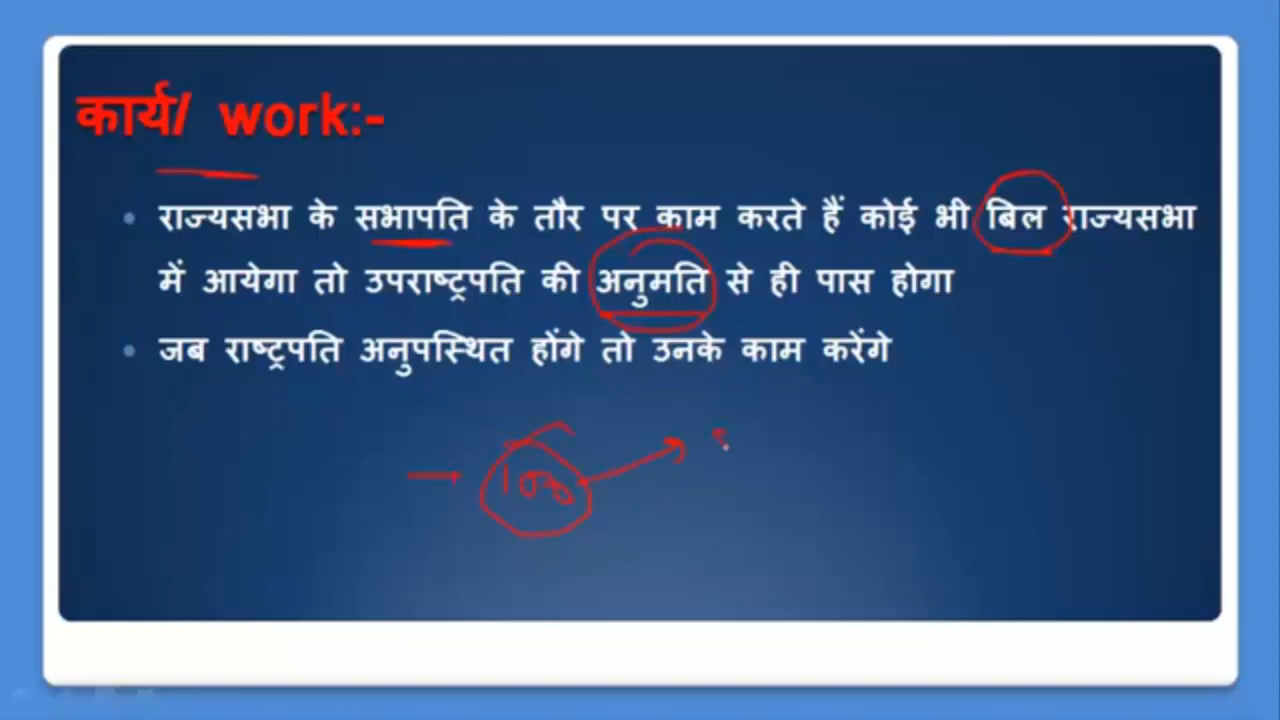 कार्य/ work:-
• राज्यसभा के सभापति के तौर पर काम करते हैं कोई भी बिल राज्यसभा
में आयेगा तो उपराष्ट्रपति की अनुमति से ही पास होगा
• जब राष्ट्रपति अनुपस्थित होंगे तो उनके काम करेंगे